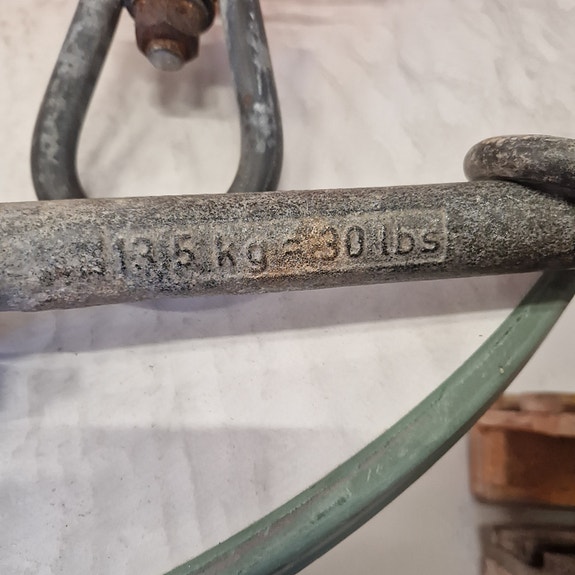 13,5 kg = 30 lbs